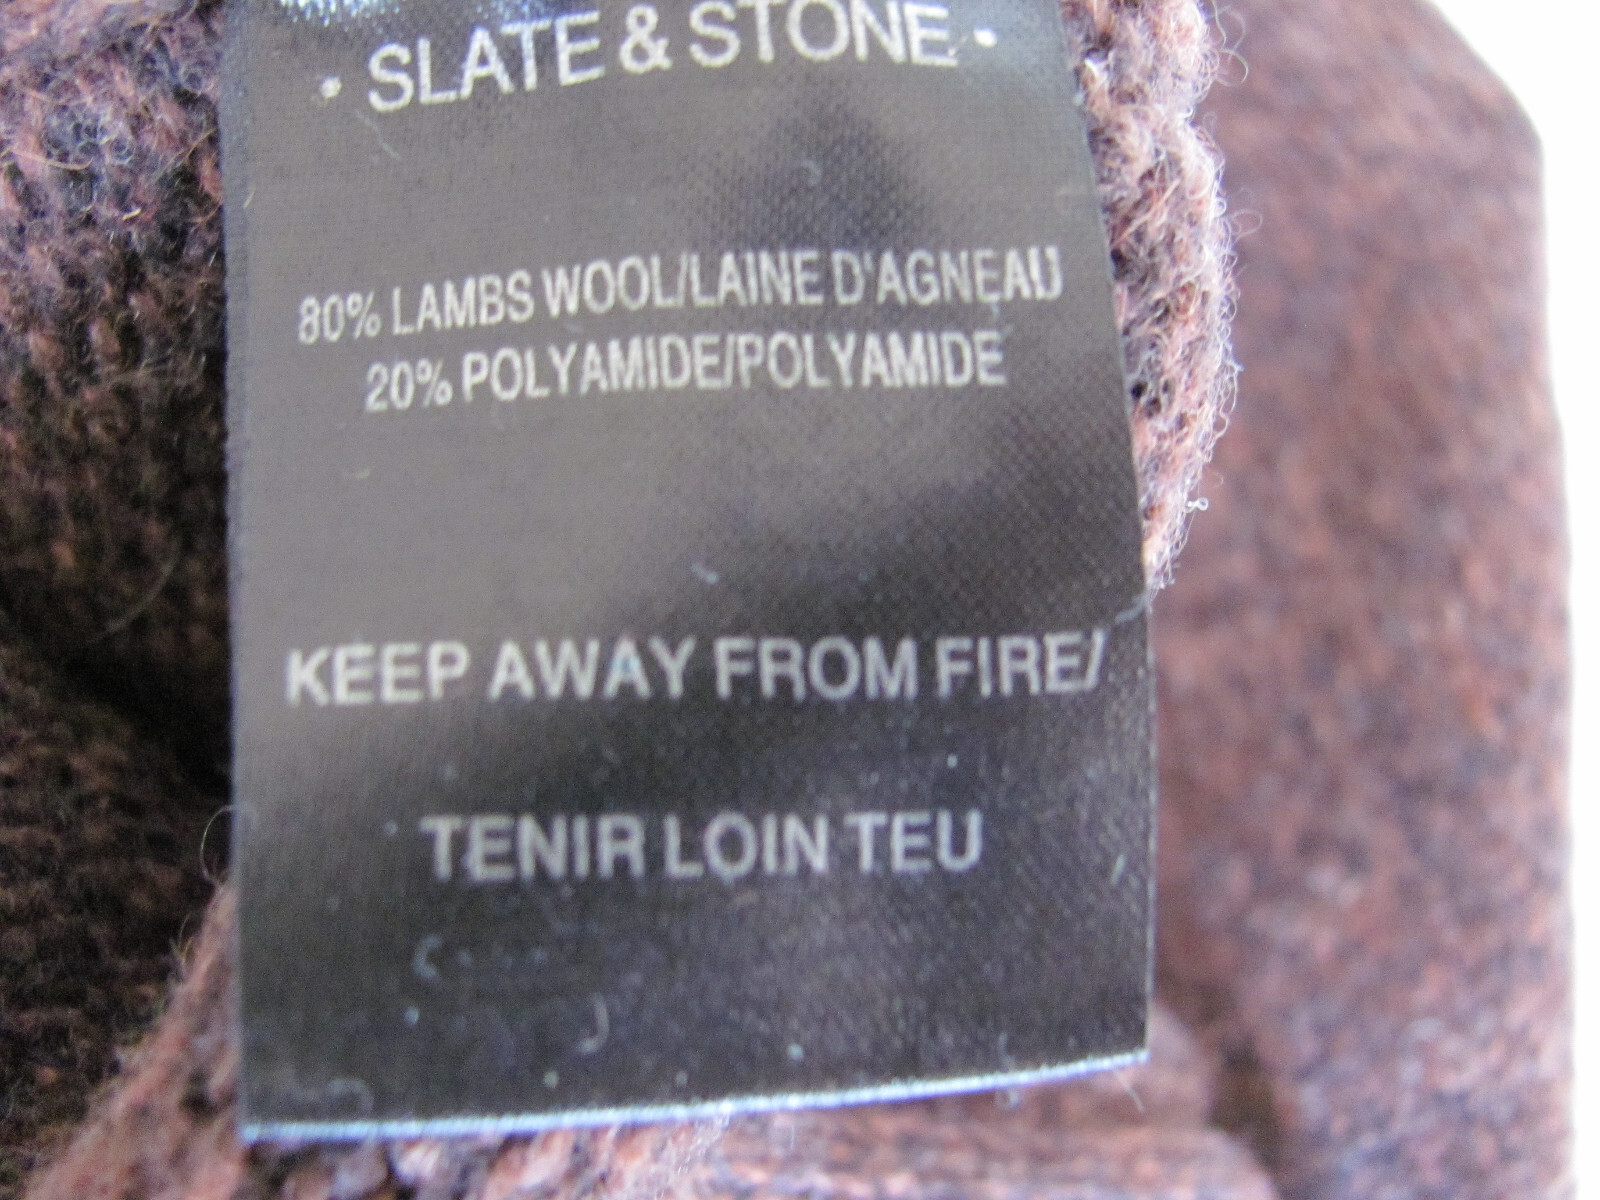 · SLATE & STONE ·
80% LAMBS WOOL/LAINE D'AGNEAU
20% POLYAMIDE/POLYAMIDE
KEEP AWAY FROM FIRE/
TENIR LOIN TEU